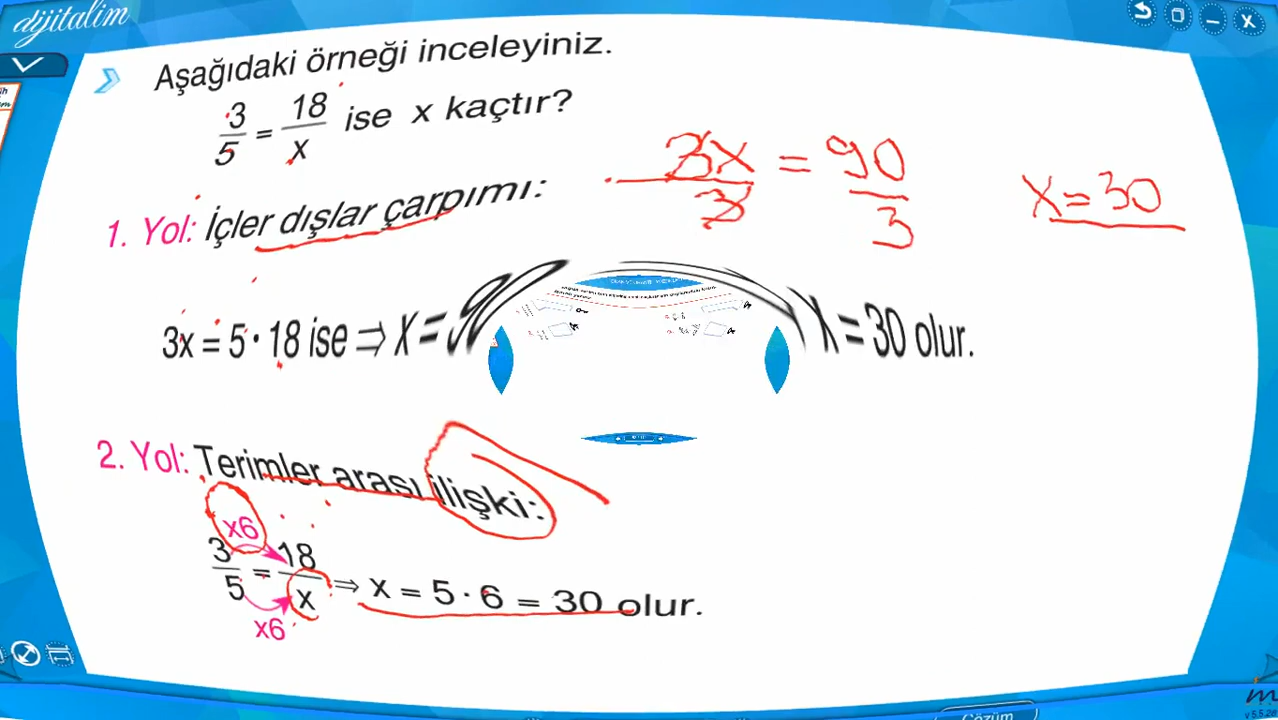 dijitalim
Aşağıdaki örneği inceleyiniz.
3/5 = 18/x ise x kaçtır?
3x/3 = 90/3
x=30
1. Yol: İçler dışlar çarpımı:
3x = 5 · 18 ise ⇒ x = 90
x = 30 olur.
2. Yol: Terimler arası ilişki:
x6
3/5 = 18/x ⇒ x = 5 · 6 = 30 olur.
x6
Çözüm